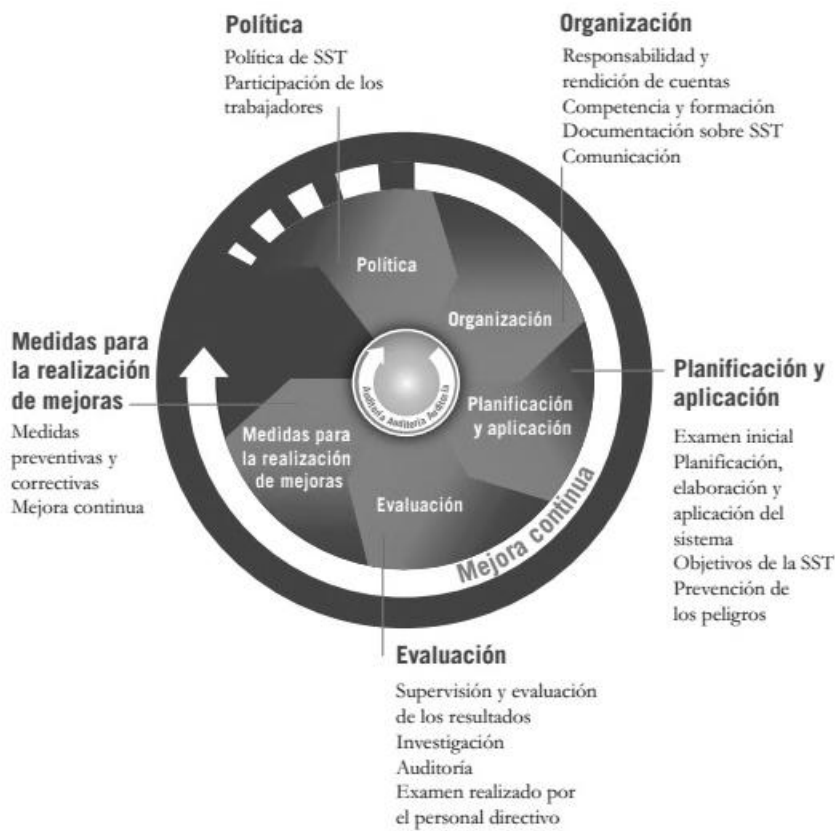 Política
Política de SST
Participación de los
trabajadores
Organización
Responsabilidad y
rendición de cuentas
Competencia y formación
Documentación sobre SST
Comunicación
Política
Organización
Planificación
y aplicación
Evaluación
Medidas para
la realización
de mejoras
Auditoría Auditoría Auditoría
Mejora continua
Medidas para
la realización
de mejoras
Medidas
preventivas y
correctivas
Mejora continua
Planificación y
aplicación
Examen inicial
Planificación,
elaboración y
aplicación del
sistema
Objetivos de la SST
Prevención de
los peligros
Evaluación
Supervisión y evaluación
de los resultados
Investigación
Auditoría
Examen realizado por
el personal directivo